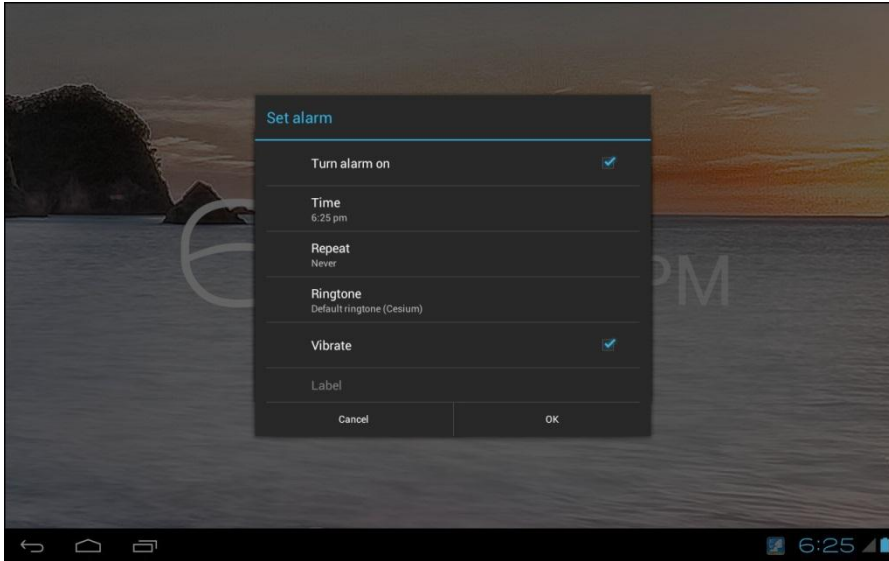 Set alarm
Turn alarm on
Time
6:25 pm
Repeat
Never
Ringtone
Default ringtone (Cesium)
Vibrate
Label
Cancel
OK
6
PM
6:25